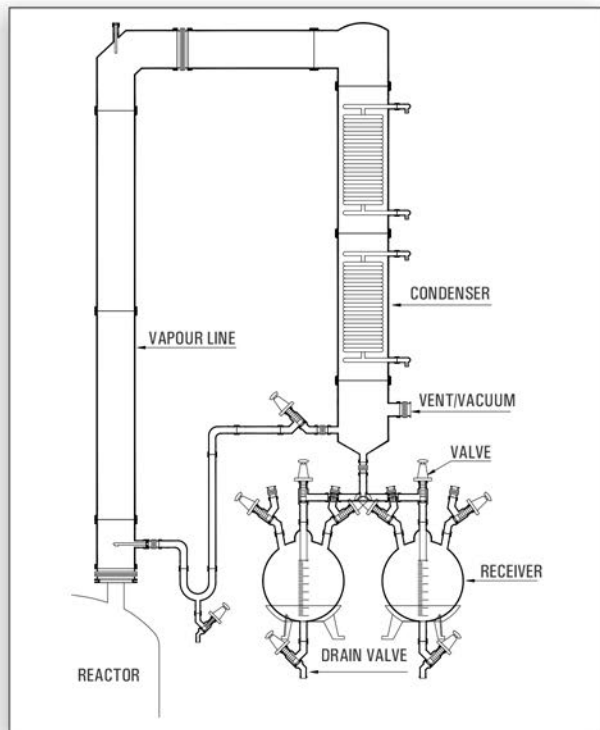 CONDENSER
VAPOUR LINE
VENT/VACUUM
VALVE
RECEIVER
DRAIN VALVE
REACTOR